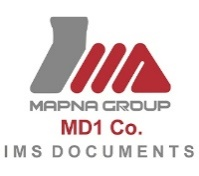 MAPNA GROUP
MD1 Co.
IMS DOCUMENTS